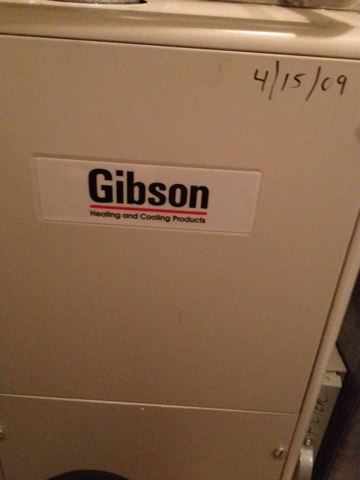 4/15/09
Gibson
Heating and Cooling Products